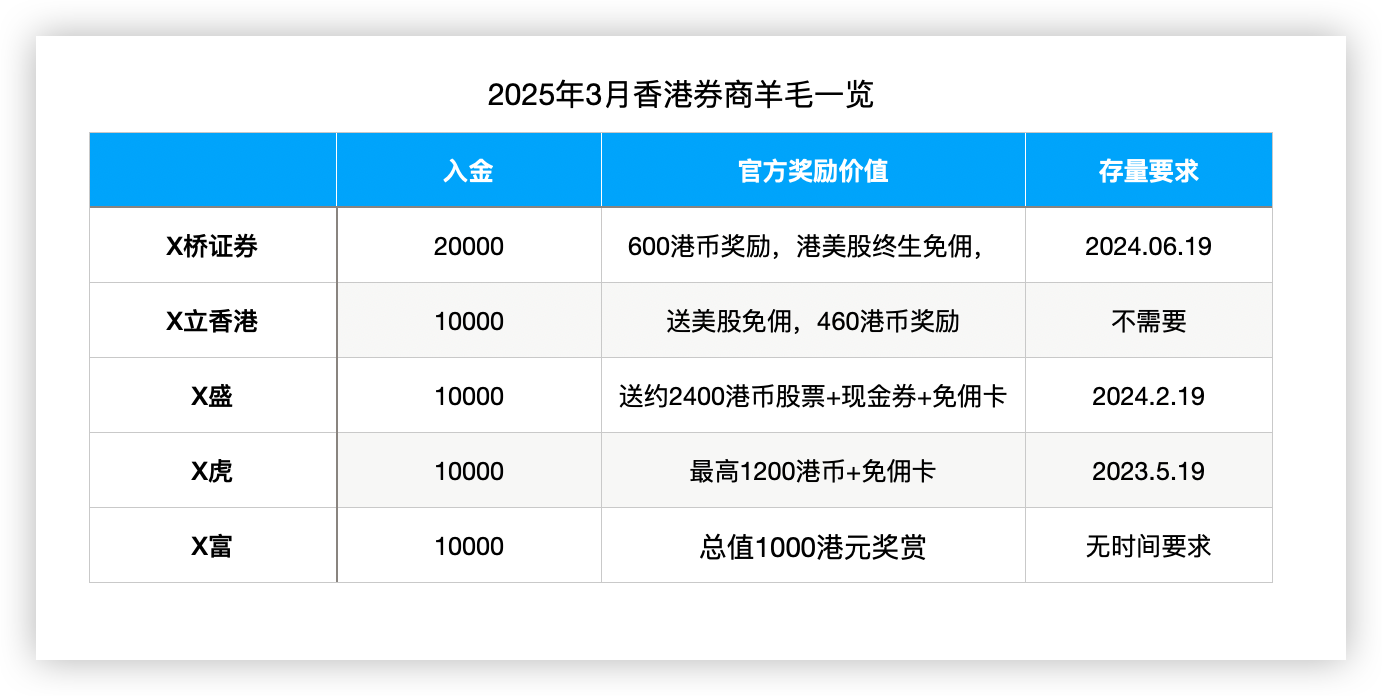 2025年3月香港券商羊毛一览
入金 官方奖励价值 存量要求
X桥证券 20000 600港币奖励，港美股终生免佣， 2024.06.19
X立香港 10000 送美股免佣，460港币奖励 不需要
X盛 10000 送约2400港币股票+现金券+免佣卡 2024.2.19
X虎 10000 最高1200港币+免佣卡 2023.5.19
X富 10000 总值1000港元奖赏 无时间要求